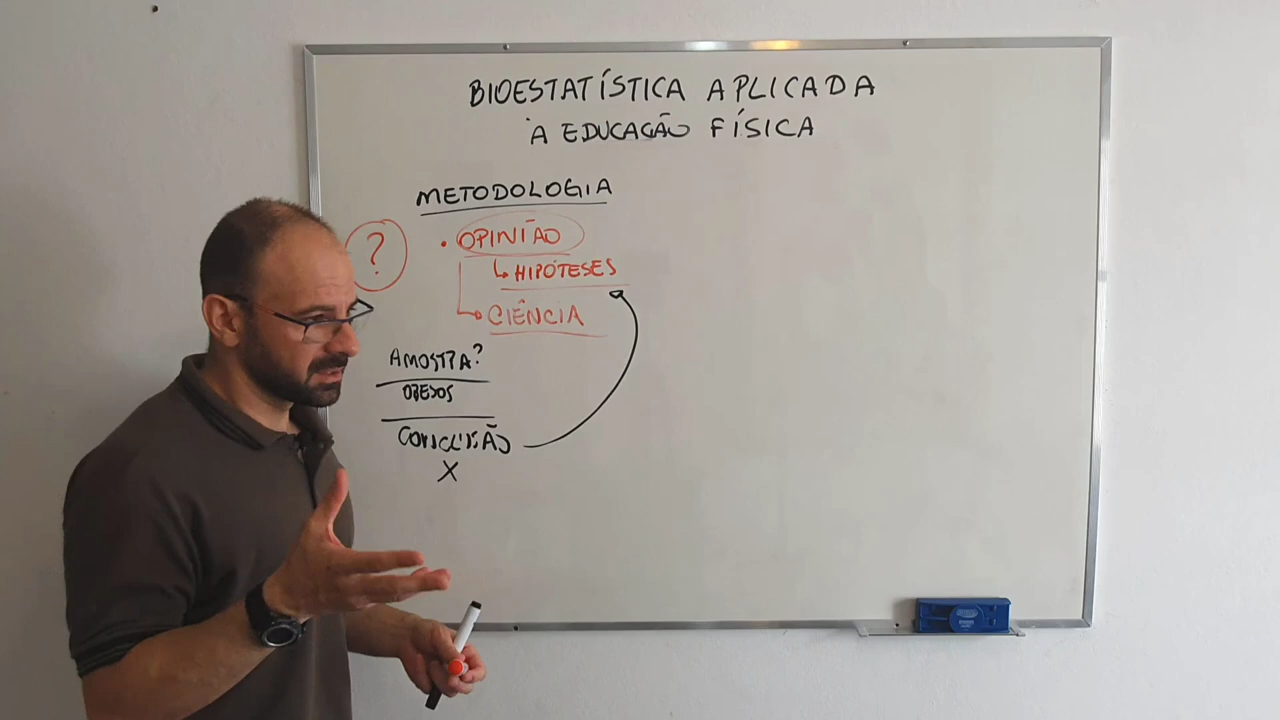 BIOESTATÍSTICA APLICADA
À EDUCAÇÃO FÍSICA
METODOLOGIA
?
• OPINIÃO
↳ HIPÓTESES
CIÊNCIA
AMOSTRA?
OBESOS
CONCLUSÃO
X